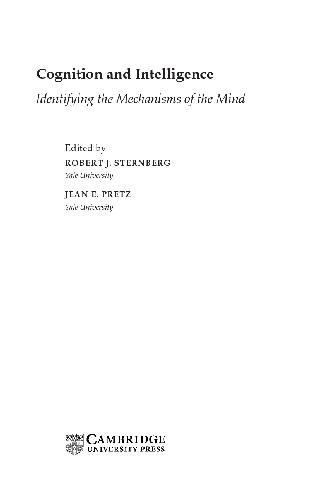 Cognition and Intelligence
Identifying the Mechanisms of the Mind
Edited by
ROBERT J. STERNBERG
Yale University
JEAN E. PRETZ
Yale University
CAMBRIDGE
UNIVERSITY PRESS